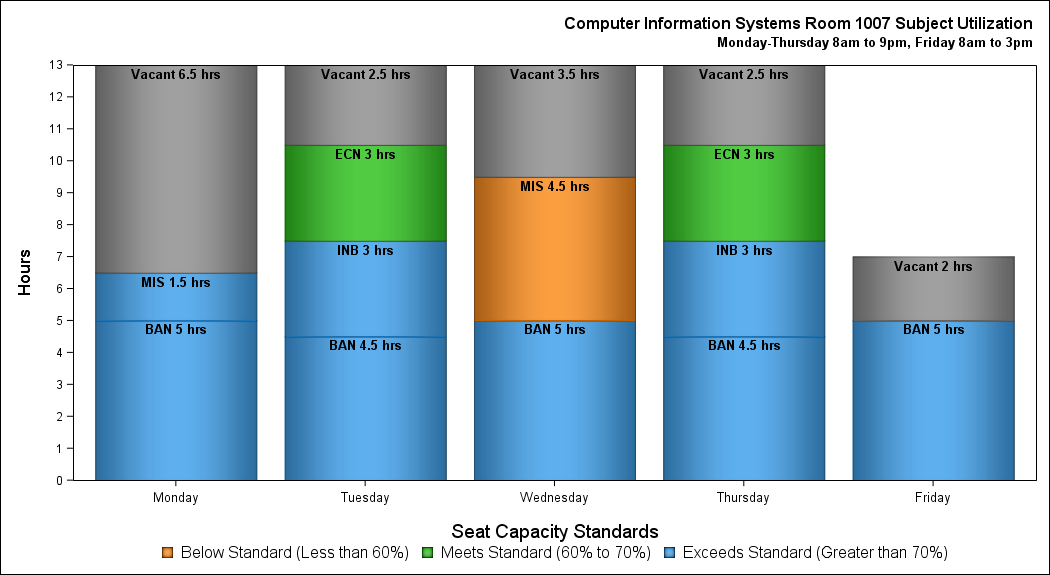 Computer Information Systems Room 1007 Subject Utilization
Monday-Thursday 8am to 9pm, Friday 8am to 3pm
Hours
13
12
11
10
9
8
7
6
5
4
3
2
1
0
Vacant 6.5 hrs
MIS 1.5 hrs
BAN 5 hrs
Vacant 2.5 hrs
ECN 3 hrs
INB 3 hrs
BAN 4.5 hrs
Vacant 3.5 hrs
MIS 4.5 hrs
BAN 5 hrs
Vacant 2.5 hrs
ECN 3 hrs
INB 3 hrs
BAN 4.5 hrs
Vacant 2 hrs
BAN 5 hrs
Monday Tuesday Wednesday Thursday Friday
Seat Capacity Standards
Below Standard (Less than 60%) Meets Standard (60% to 70%) Exceeds Standard (Greater than 70%)